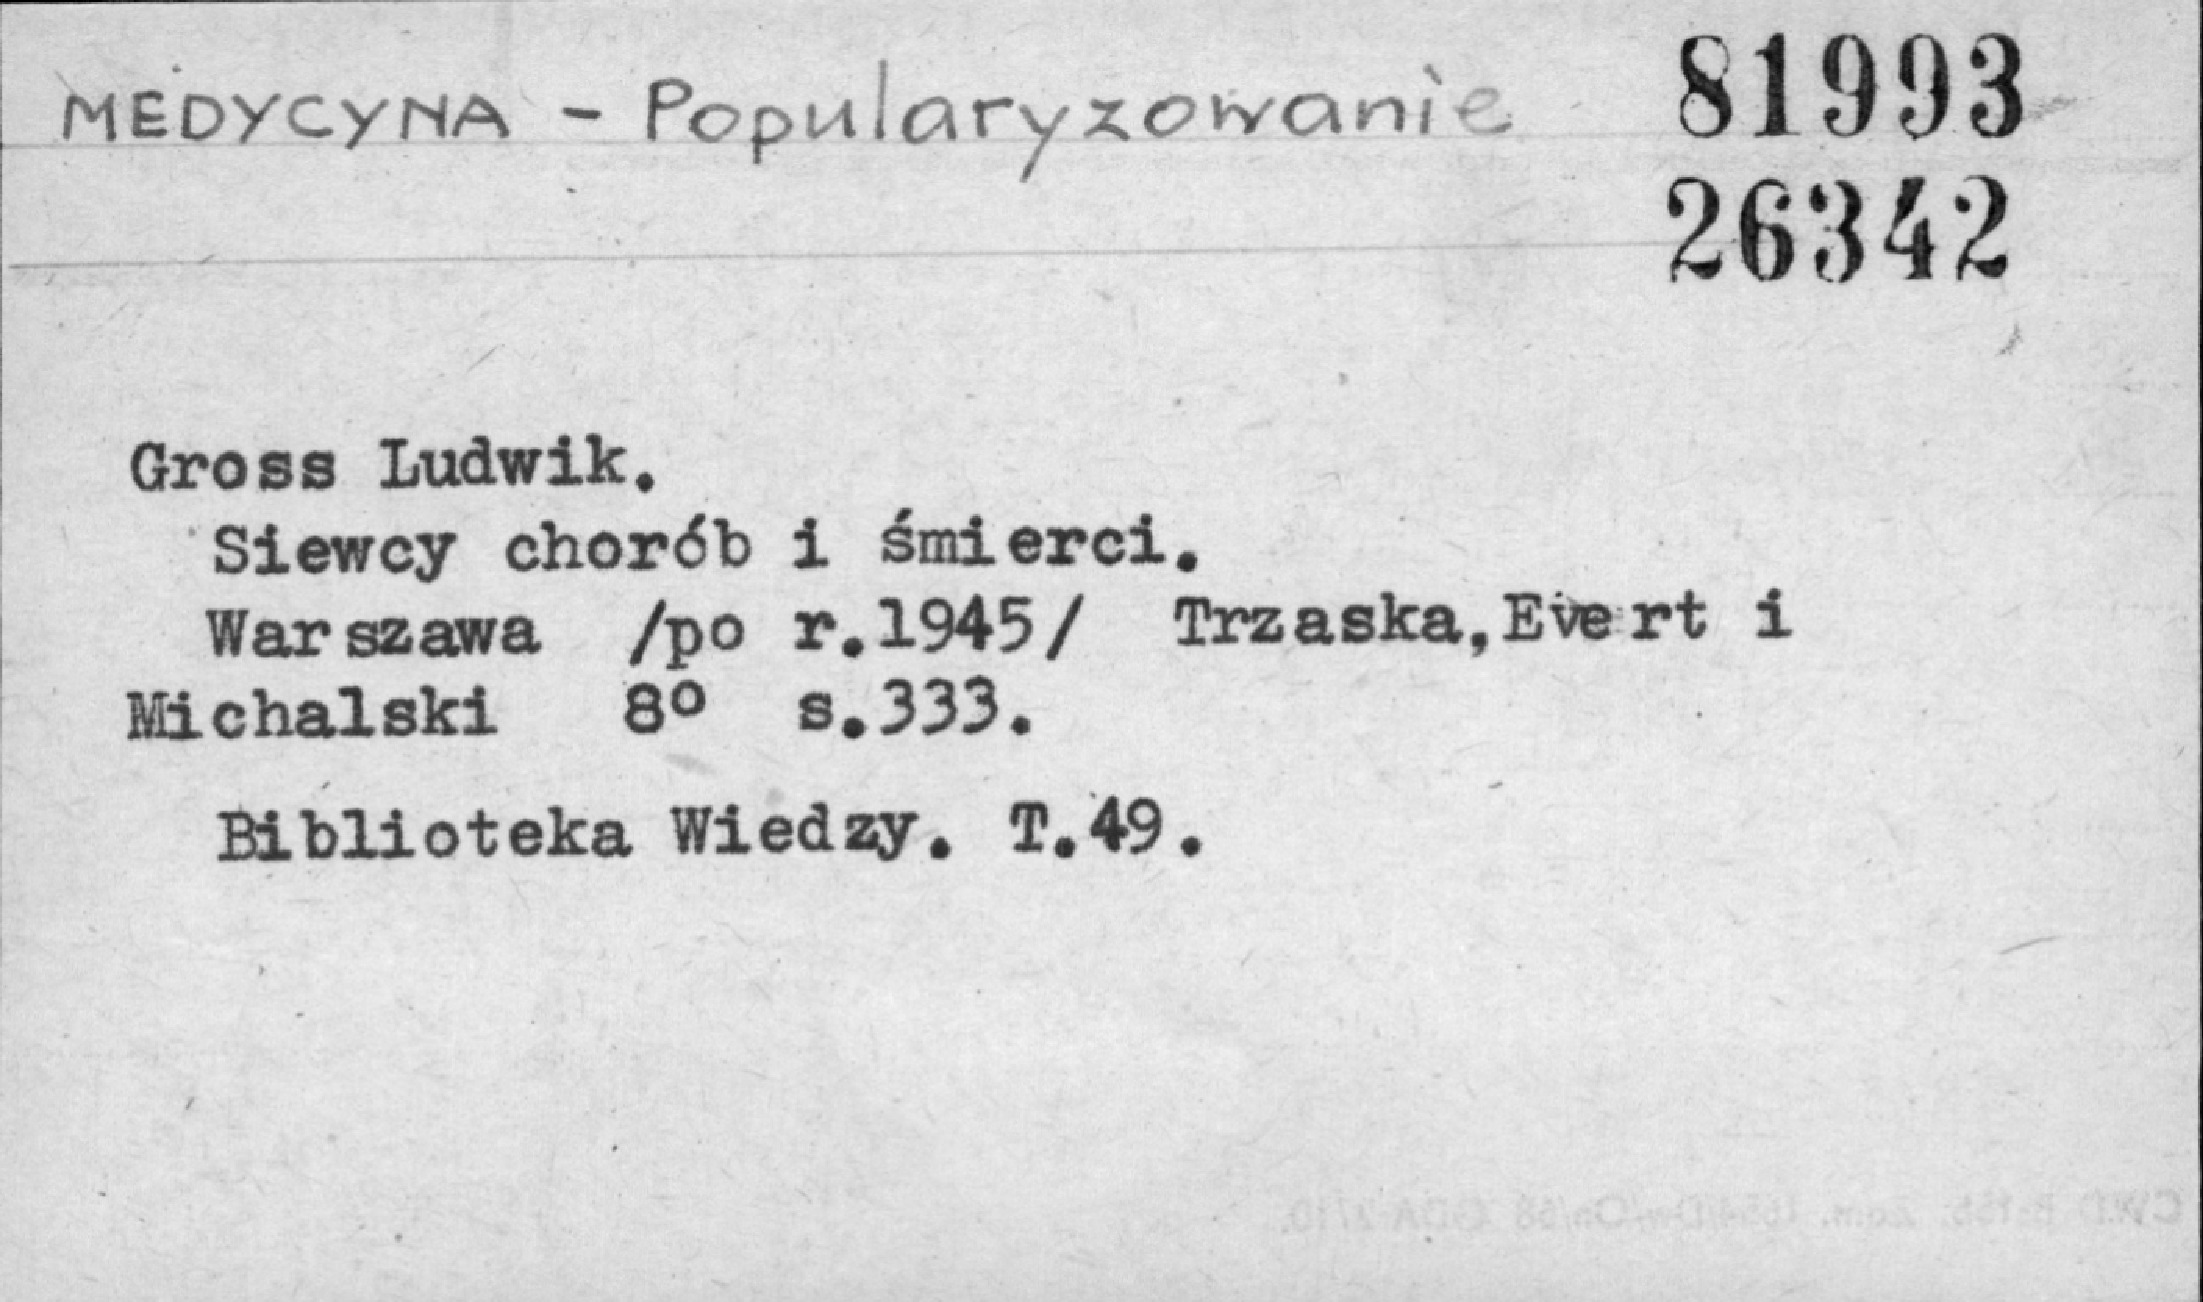 MEDYCYNA - Popularyzowanie
81993
26342
Gross Ludwik.
Siewcy chorób i śmierci.
Warszawa /po r.1945/ Trzaska,Evert i
Michalski 8º s.333.
Biblioteka Wiedzy. T.49.